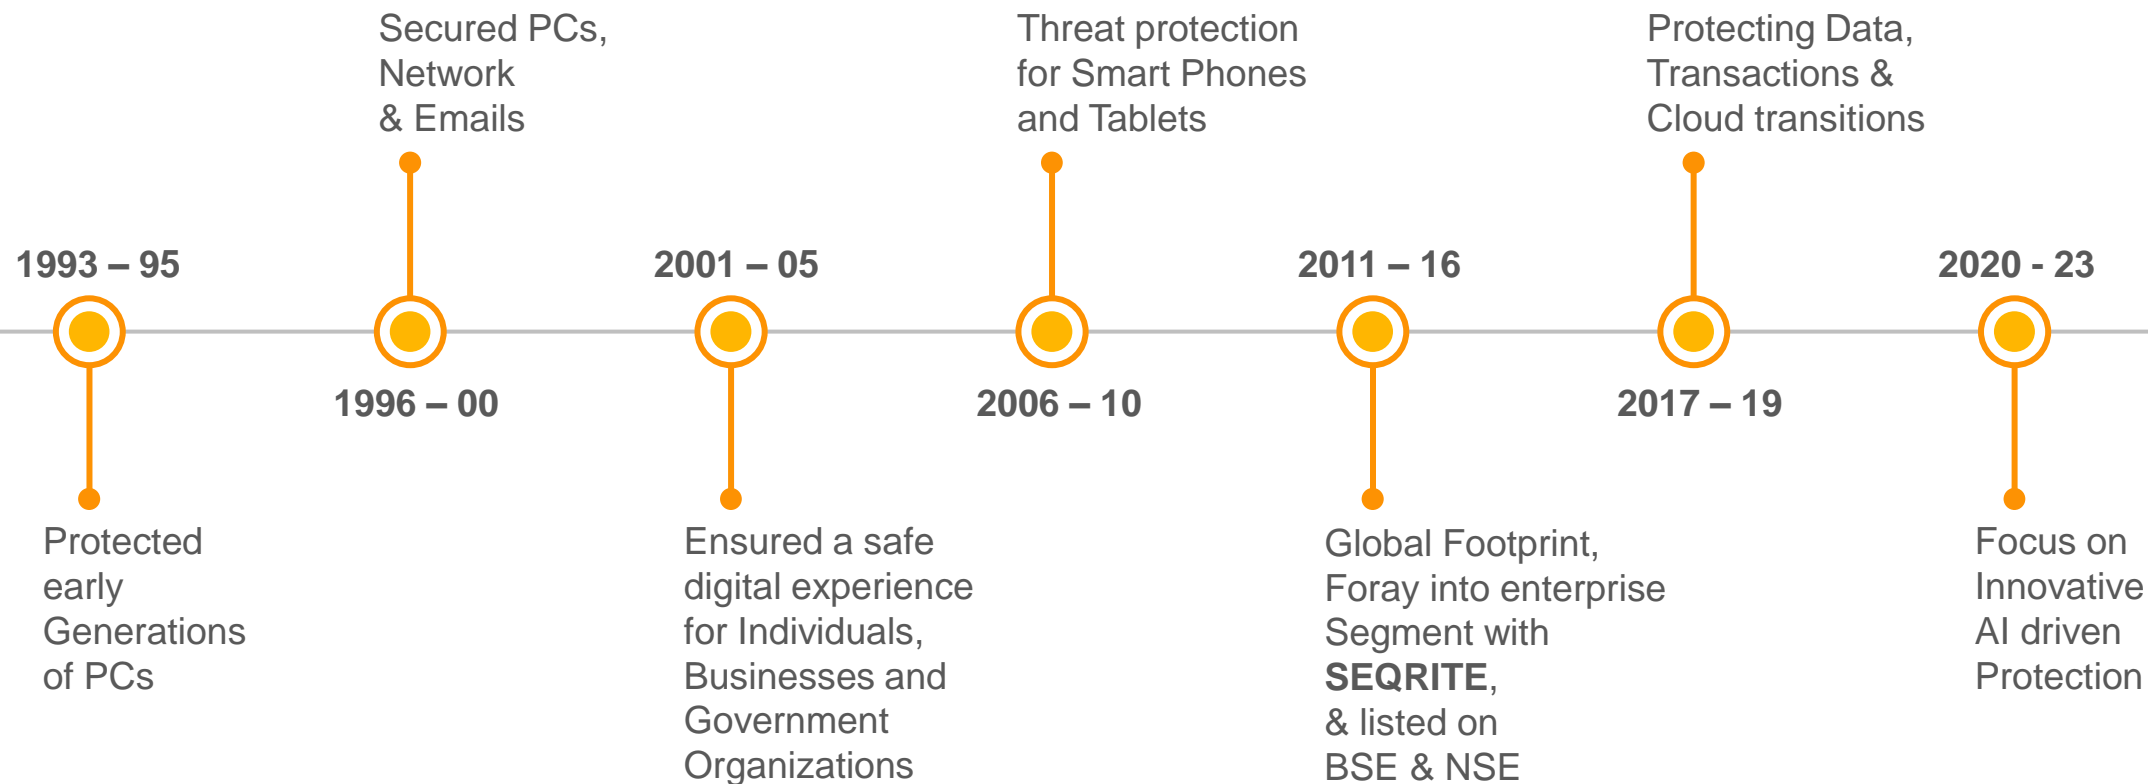 Secured PCs,
Network
& Emails
Threat protection
for Smart Phones
and Tablets
Protecting Data,
Transactions &
Cloud transitions
1993 – 95
2001 – 05
2011 – 16
2020 - 23
1996 – 00
2006 – 10
2017 – 19
Protected
early
Generations
of PCs
Ensured a safe
digital experience
for Individuals,
Businesses and
Government
Organizations
Global Footprint,
Foray into enterprise
Segment with
SEQRITE,
& listed on
BSE & NSE
Focus on
Innovative
AI driven
Protection